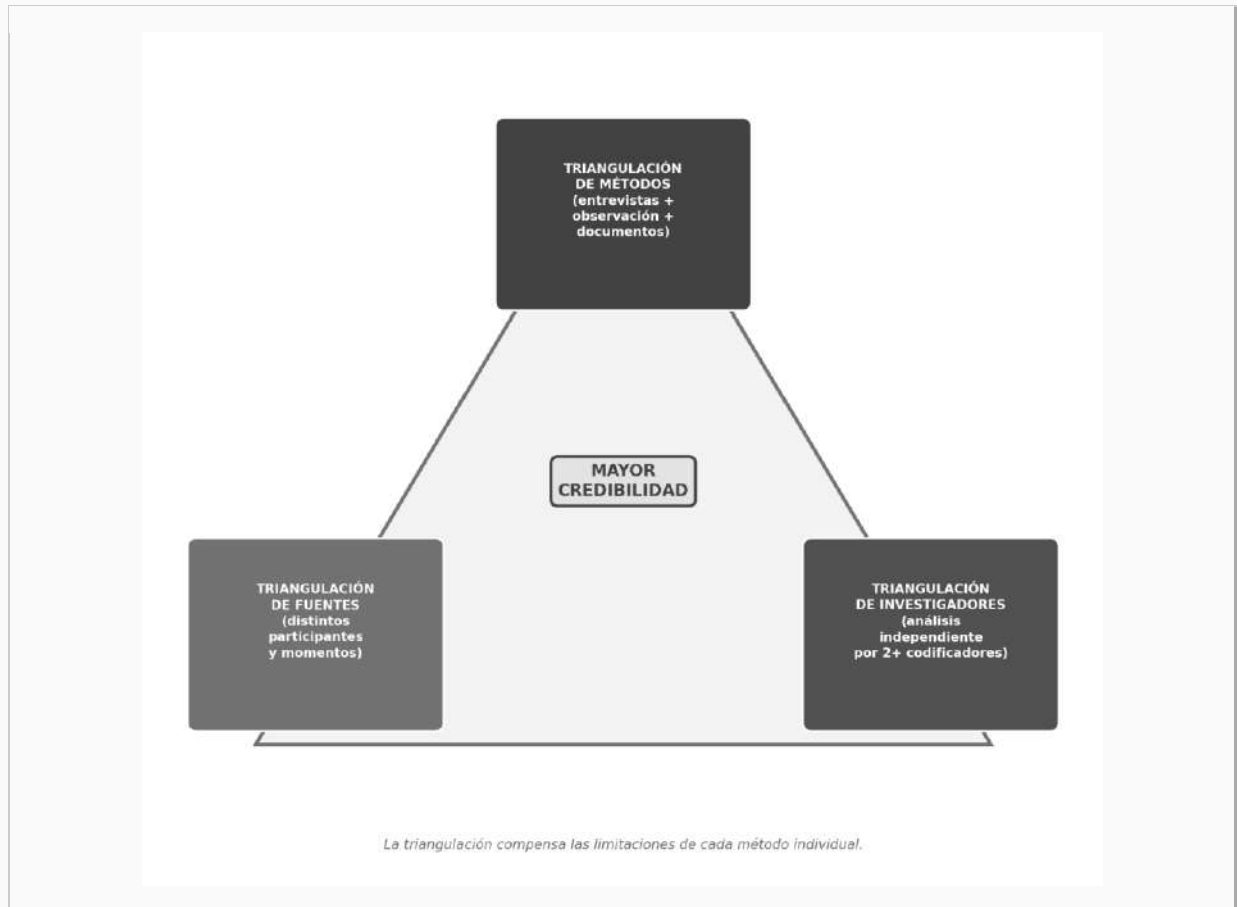 TRIANGULACIÓN
DE MÉTODOS
(entrevistas +
observación +
documentos)
MAYOR
CREDIBILIDAD
TRIANGULACIÓN
DE FUENTES
(distintos
participantes
y momentos)
TRIANGULACIÓN
DE INVESTIGADORES
(análisis
independiente
por 2+ codificadores)
La triangulación compensa las limitaciones de cada método individual.